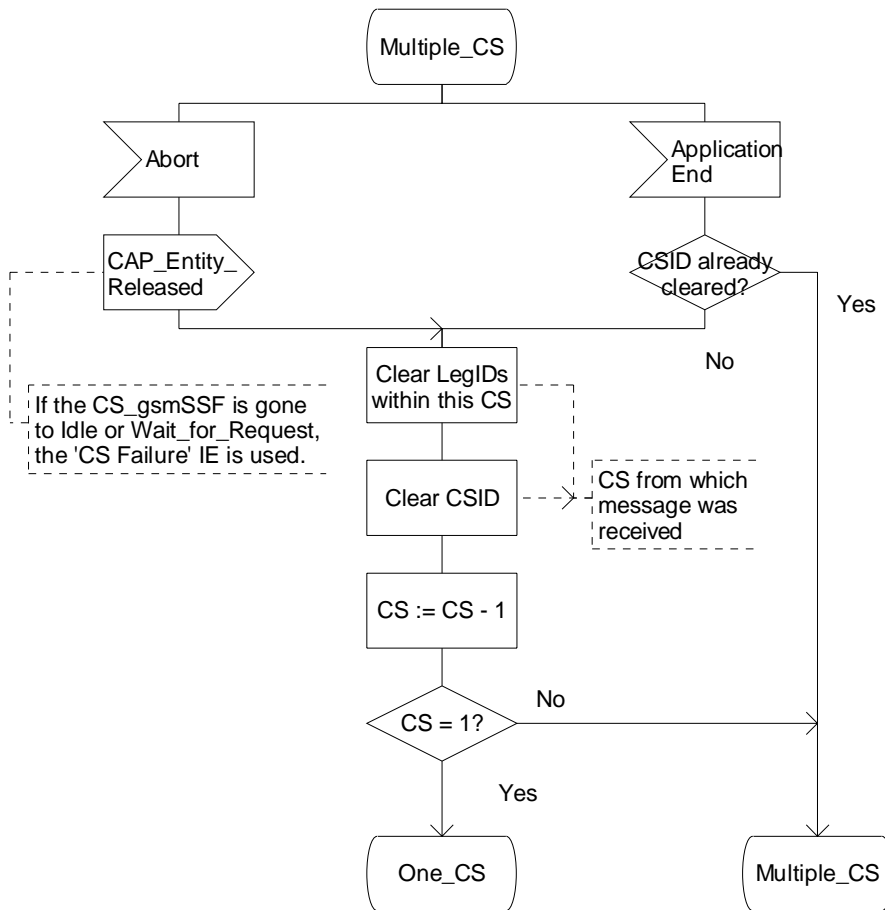 Multiple_CS
Abort
Application
End
CAP_Entity_
Released
CSID already
cleared?
Yes
No
Clear LegIDs
within this CS
If the CS_gsmSSF is gone
to Idle or Wait_for_Request,
the 'CS Failure' IE is used.
Clear CSID
CS from which
message was
received
CS := CS - 1
CS = 1?
No
Yes
One_CS
Multiple_CS